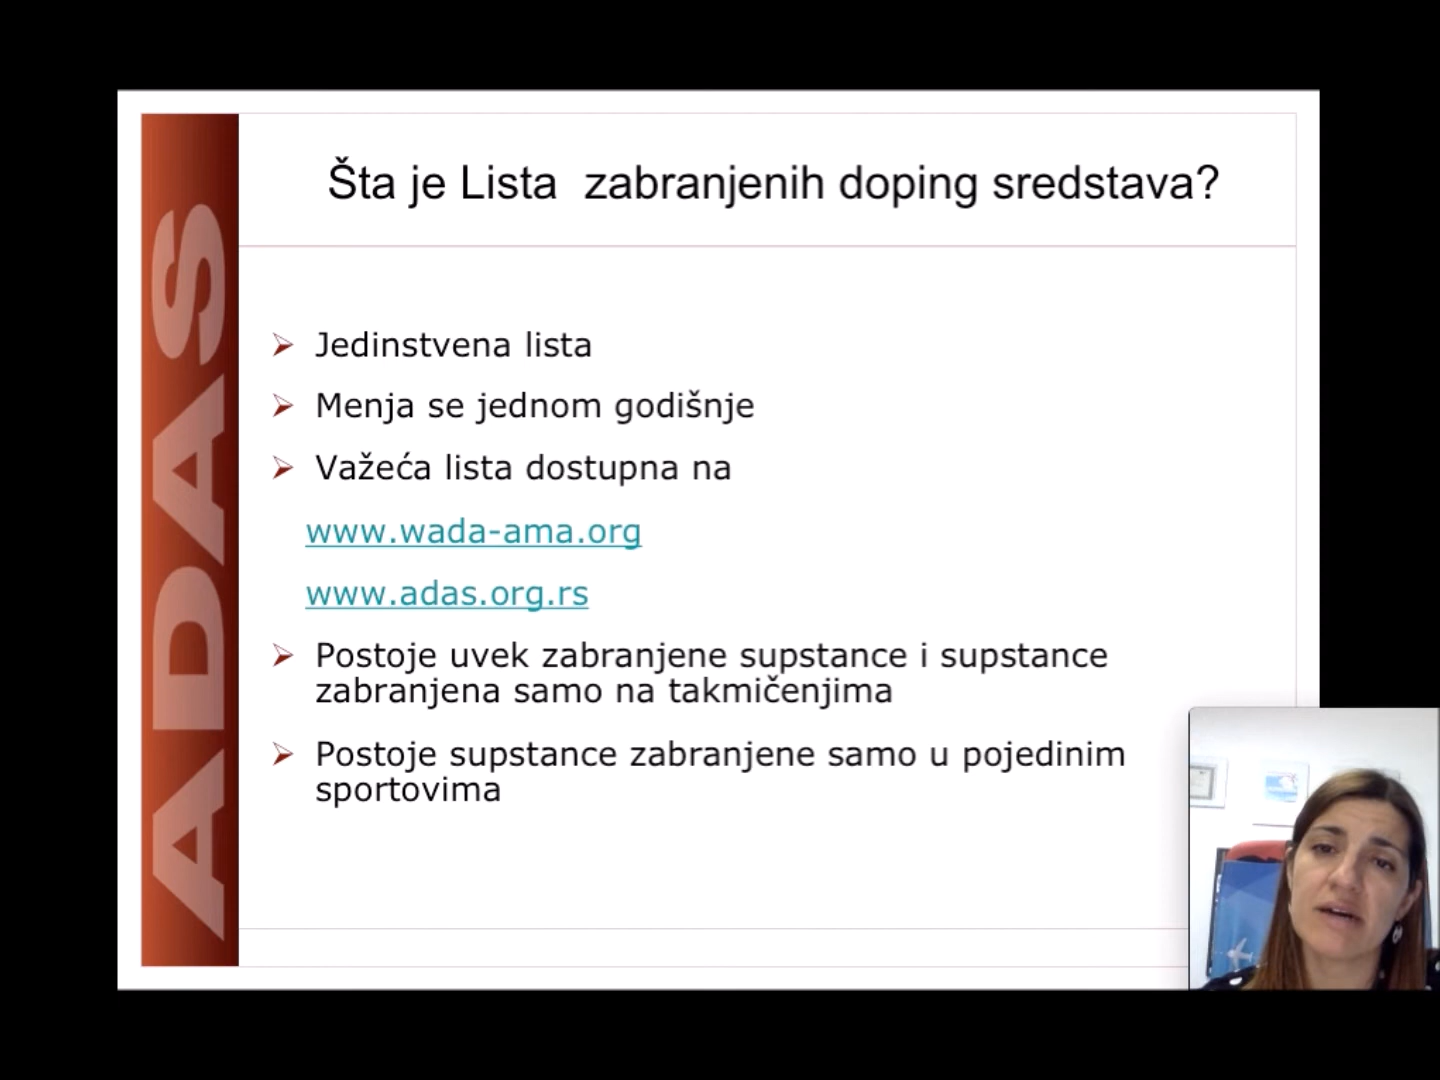 Šta je Lista  zabranjenih doping sredstava?
ADAS
Jedinstvena lista
Menja se jednom godišnje
Važeća lista dostupna na
www.wada-ama.org
www.adas.org.rs
Postoje uvek zabranjene supstance i supstance
zabranjena samo na takmičenjima
Postoje supstance zabranjene samo u pojedinim
sportovima